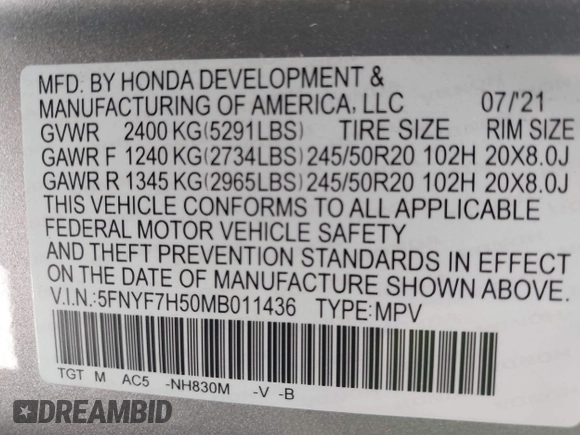 MFD. BY HONDA DEVELOPMENT &
MANUFACTURING OF AMERICA, LLC 07/'21
GVWR 2400 KG(5291LBS) TIRE SIZE RIM SIZE
GAWR F 1240 KG(2734LBS) 245/50R20 102H 20X8.0J
GAWR R 1345 KG(2965LBS) 245/50R20 102H 20X8.0J
THIS VEHICLE CONFORMS TO ALL APPLICABLE
FEDERAL MOTOR VEHICLE SAFETY
AND THEFT PREVENTION STANDARDS IN EFFECT
ON THE DATE OF MANUFACTURE SHOWN ABOVE.
V.I.N.:5FNYF7H50MB011436 TYPE:MPV
TGT M AC5 -NH830M -V -B
DREAMBID